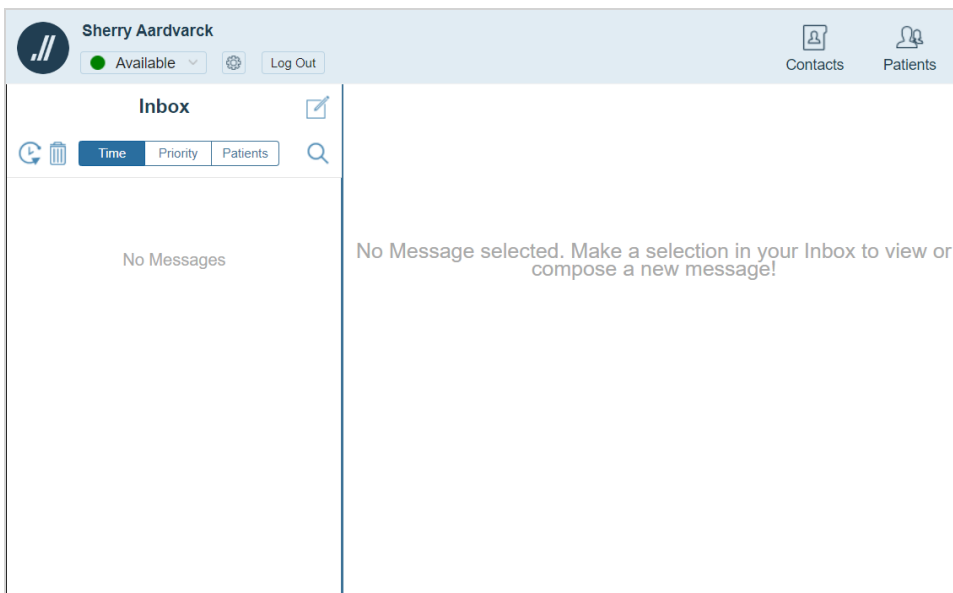 Sherry Aardvarck
Available
Log Out
Contacts
Patients
Inbox
Time
Priority
Patients
No Messages
No Message selected. Make a selection in your Inbox to view or
compose a new message!